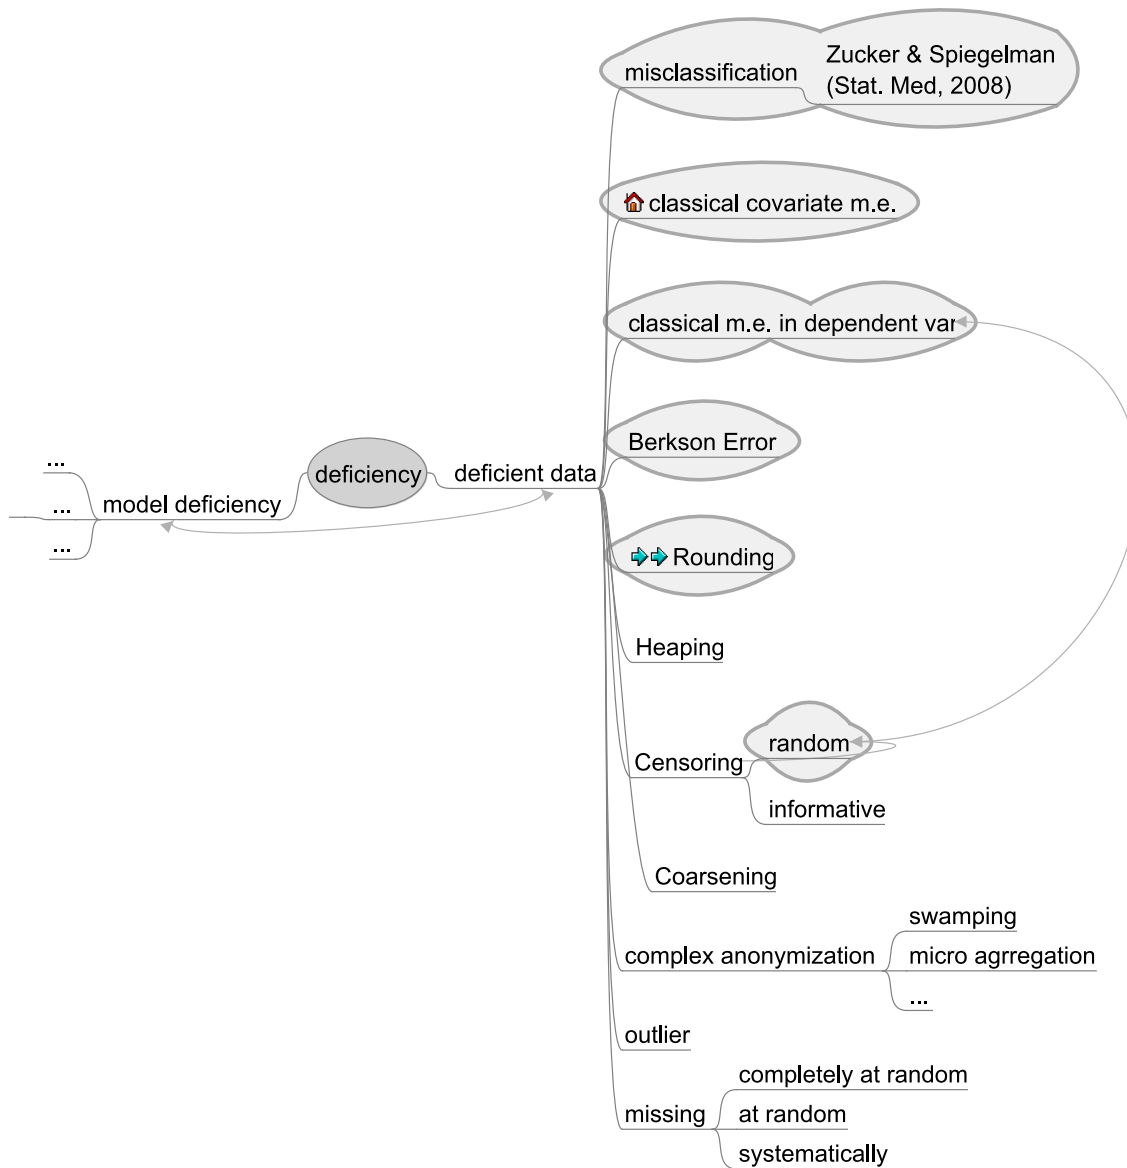 misclassification
Zucker & Spiegelman
(Stat. Med, 2008)
classical covariate m.e.
classical m.e. in dependent var
Berkson Error
...
...
...
model deficiency
deficiency
deficient data
Rounding
Heaping
Censoring
random
informative
Coarsening
complex anonymization
swamping
micro agrregation
...
outlier
missing
completely at random
at random
systematically